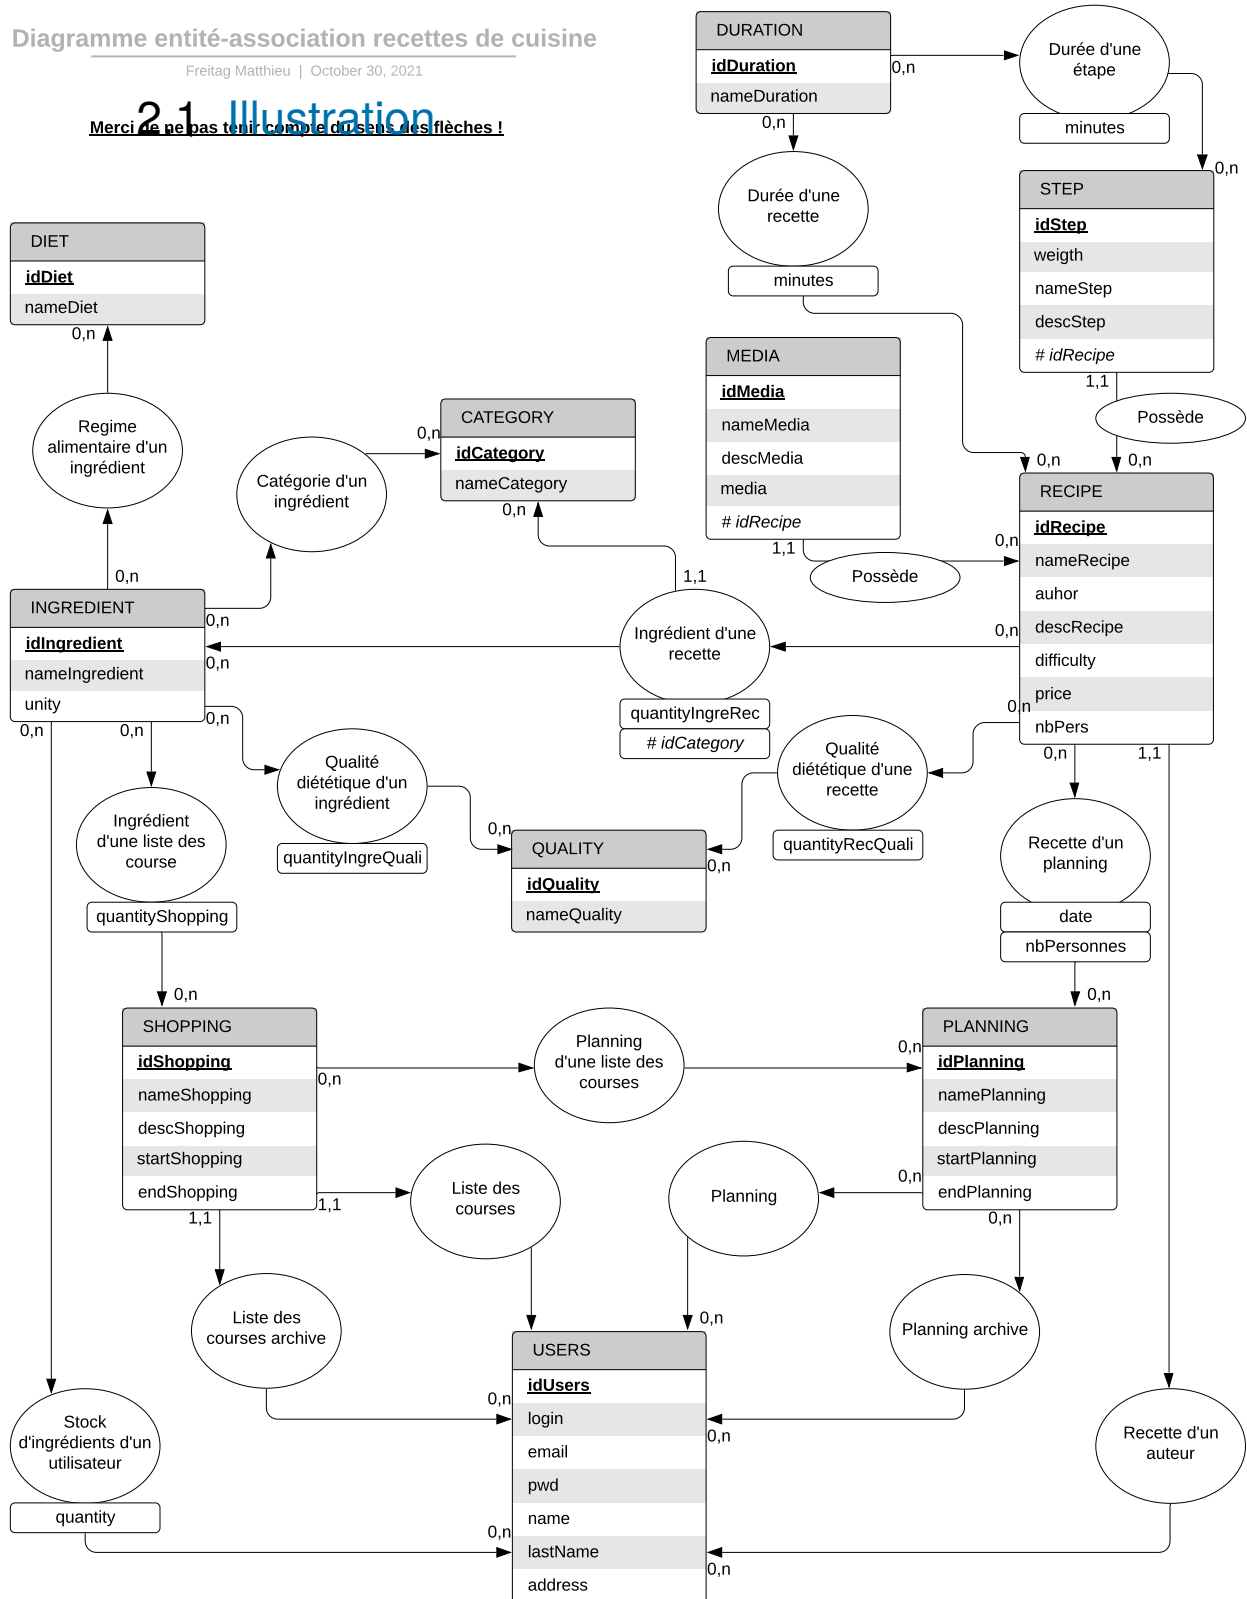 Diagramme entité-association recettes de cuisine
Freitag Matthieu | October 30, 2021
2.1 Illustration
Merci de ne pas tenir compte du sens des flèches !
DURATION
idDuration
nameDuration
0,n
0,n
Durée d'une
étape
minutes
0,n
Durée d'une
recette
minutes
STEP
idStep
weigth
nameStep
descStep
# idRecipe
1,1
Possède
0,n
0,n
DIET
idDiet
nameDiet
0,n
Regime
alimentaire d'un
ingrédient
0,n
MEDIA
idMedia
nameMedia
descMedia
media
# idRecipe
1,1
Possède
0,n
CATEGORY
idCategory
nameCategory
0,n
0,n
Catégorie d'un
ingrédient
1,1
RECIPE
idRecipe
nameRecipe
auhor
descRecipe
difficulty
price
nbPers
0,n
0,n
0,n
1,1
INGREDIENT
idIngredient
nameIngredient
unity
0,n
0,n
0,n
0,n
0,n
Ingrédient d'une
recette
quantityIngreRec
# idCategory
Qualité
diététique d'un
ingrédient
quantityIngreQuali
0,n
Qualité
diététique d'une
recette
quantityRecQuali
0,n
QUALITY
idQuality
nameQuality
Ingrédient
d'une liste des
course
quantityShopping
0,n
Recette d'un
planning
date
nbPersonnes
0,n
SHOPPING
idShopping
nameShopping
descShopping
startShopping
endShopping
0,n
1,1
1,1
Planning
d'une liste des
courses
0,n
PLANNING
idPlanning
namePlanning
descPlanning
startPlanning
endPlanning
0,n
0,n
Liste des
courses
Planning
0,n
Liste des
courses archive
0,n
Planning archive
0,n
USERS
idUsers
login
email
pwd
name
lastName
address
Stock
d'ingrédients d'un
utilisateur
quantity
0,n
Recette d'un
auteur
0,n